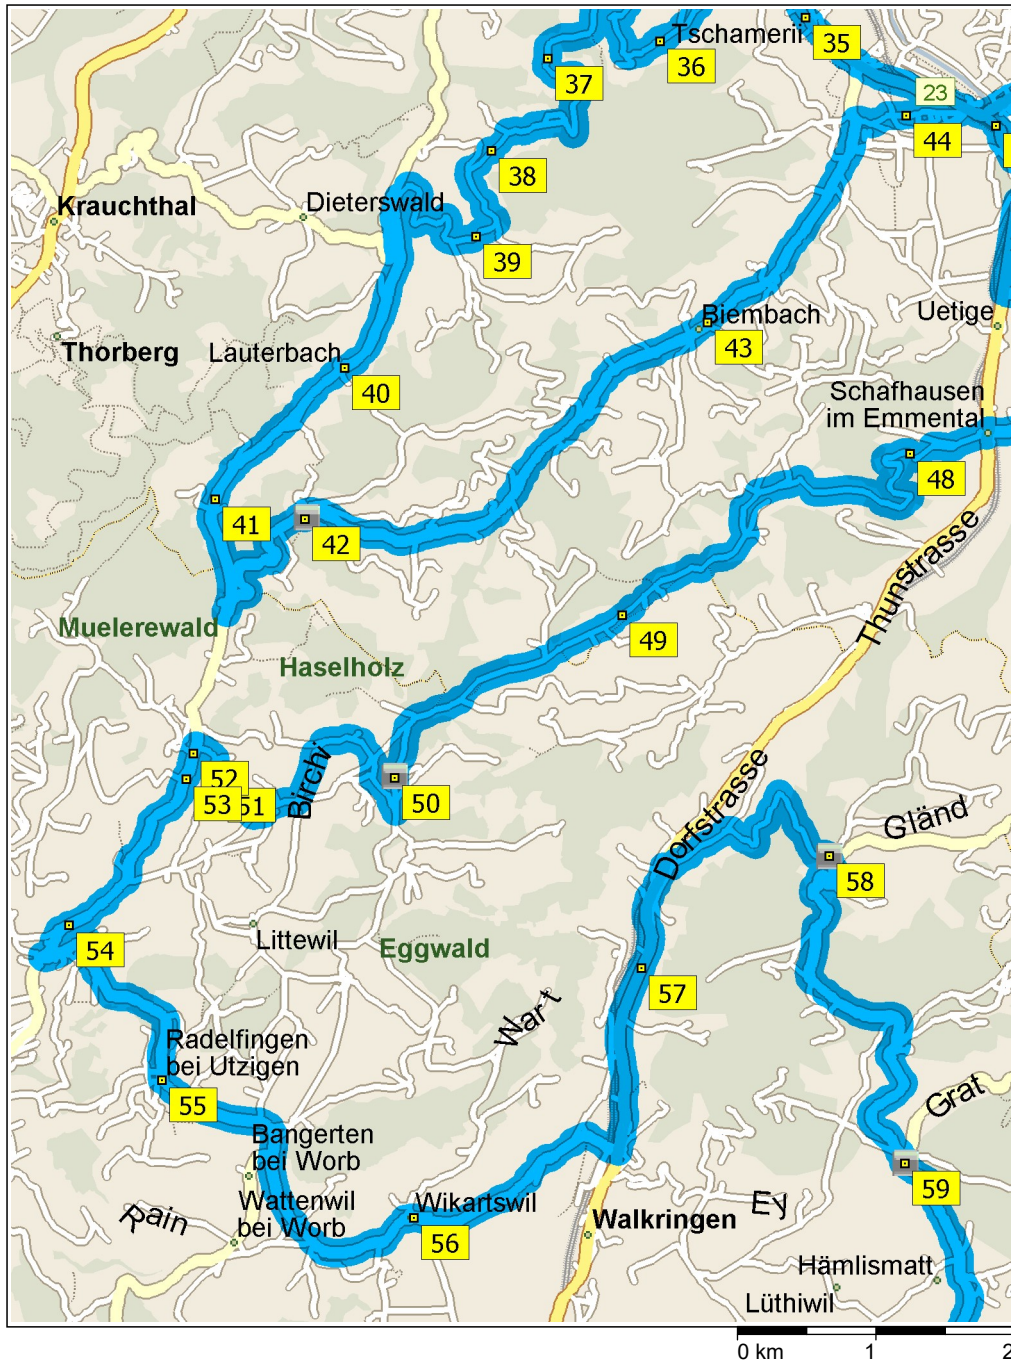 Tschamerii
35
36
37
23
44
38
Krauchthal
Dieterswald
39
Biembach
Uetige
43
Thorberg
Lauterbach
40
Schafhausen
im Emmental
48
41
42
Thunstrasse
Muelerewald
49
Haselholz
Birchi
52
53
51
50
Dorfstrasse
Gländ
58
54
Littewil
Eggwald
57
Wart
Radelfingen
bei Utzigen
55
Grat
Bangerten
bei Worb
59
Wattenwil
bei Worb
Rain
Wikartswil
56
Walkringen
Ey
Hämlismatt
Lüthiwil
0 km
1
2